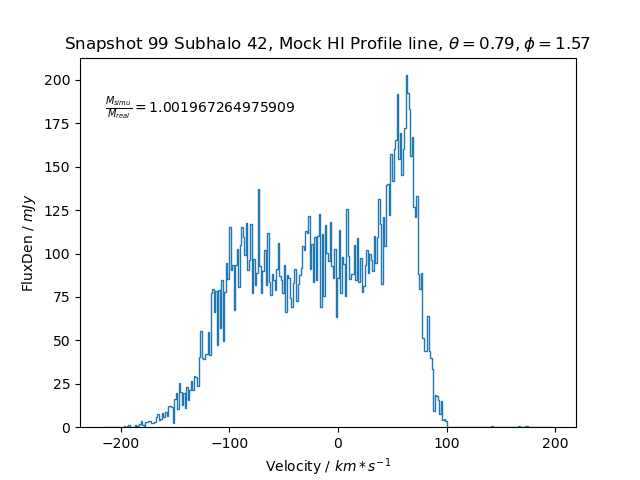 Snapshot 99 Subhalo 42, Mock HI Profile line, θ = 0.79, ϕ = 1.57
M_simu/M_real = 1.001967264975909
FluxDen / mJy
200
175
150
125
100
75
50
25
0
−200 −100 0 100 200
Velocity / km * s^{-1}